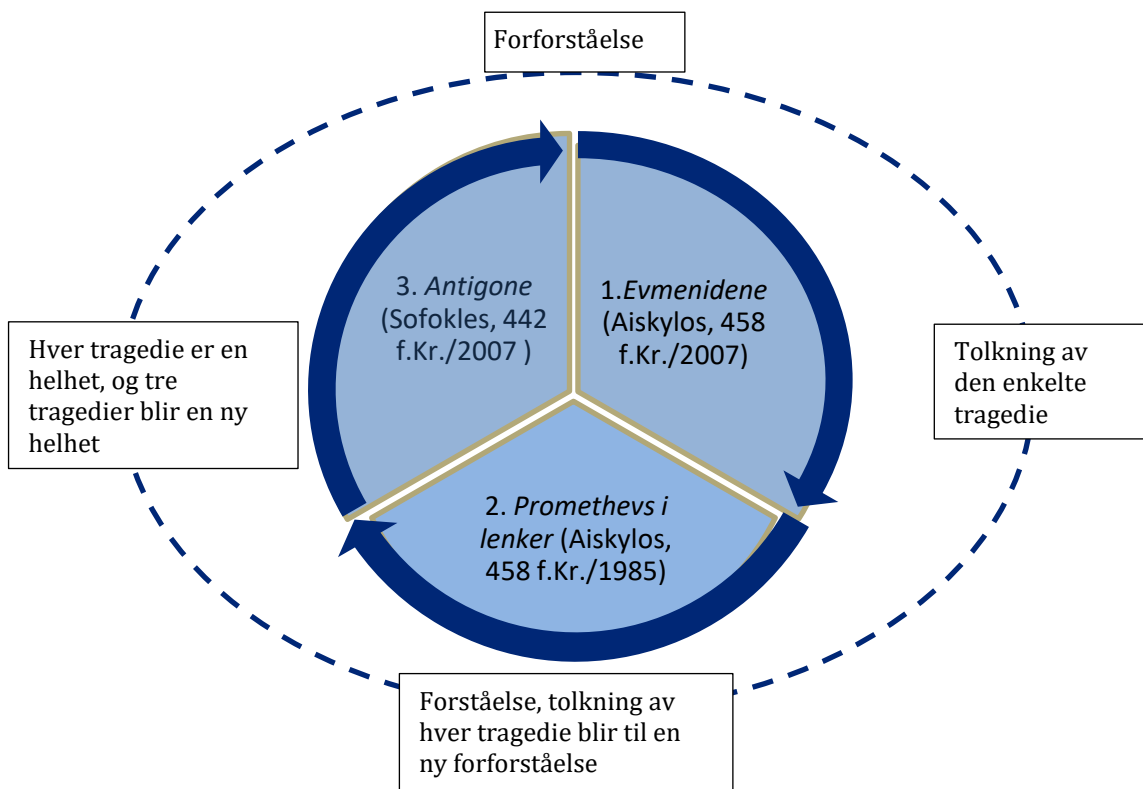 Forforståelse
3. Antigone
(Sofokles, 442
f.Kr./2007 )
1.Evmenidene
(Aiskylos, 458
f.Kr./2007)
Hver tragedie er en
helhet, og tre
tragedier blir en ny
helhet
Tolkning av
den enkelte
tragedie
2. Promethevs i
lenker (Aiskylos,
458 f.Kr./1985)
Forståelse, tolkning av
hver tragedie blir til en
ny forforståelse